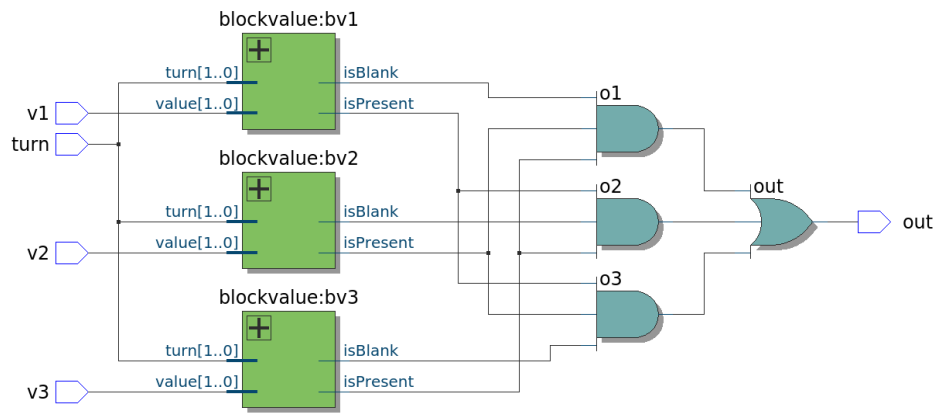 blockvalue:bv1
turn[1..0]
isBlank
value[1..0]
isPresent
v1
turn
o1
blockvalue:bv2
turn[1..0]
isBlank
value[1..0]
isPresent
v2
o2
out
out
blockvalue:bv3
turn[1..0]
isBlank
value[1..0]
isPresent
v3
o3